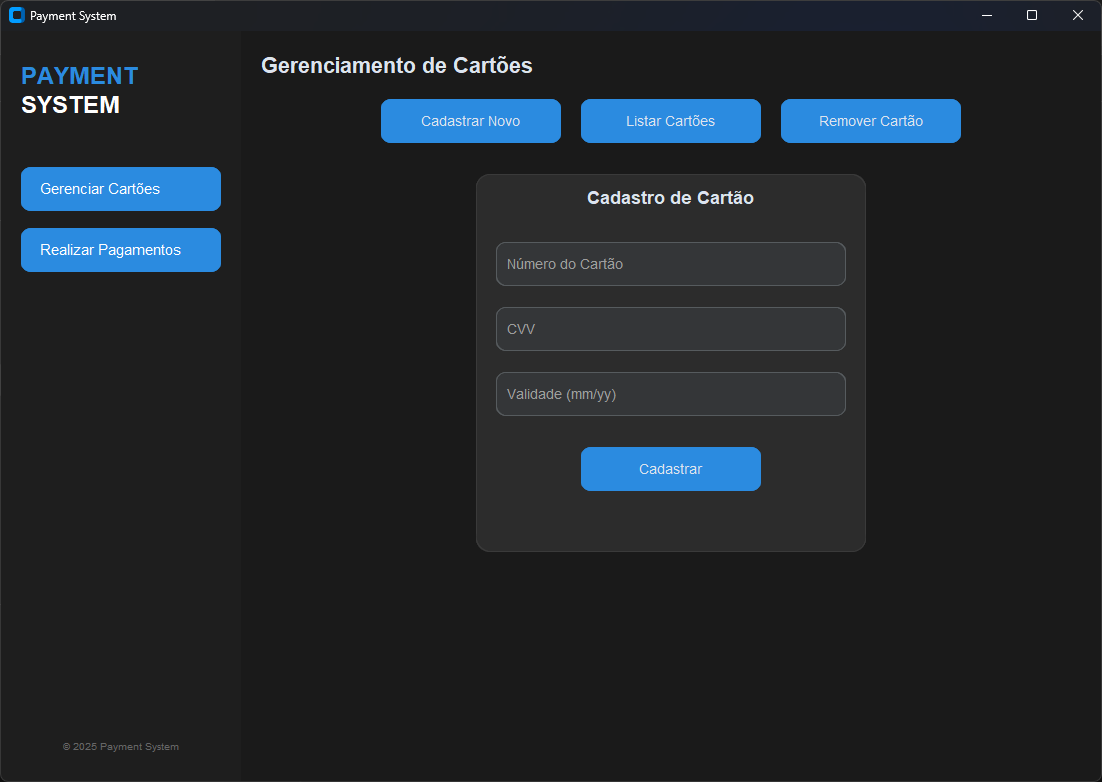 Payment System
PAYMENT
SYSTEM
Gerenciar Cartões
Realizar Pagamentos
© 2025 Payment System
Gerenciamento de Cartões
Cadastrar Novo
Listar Cartões
Remover Cartão
Cadastro de Cartão
Número do Cartão
CVV
Validade (mm/yy)
Cadastrar